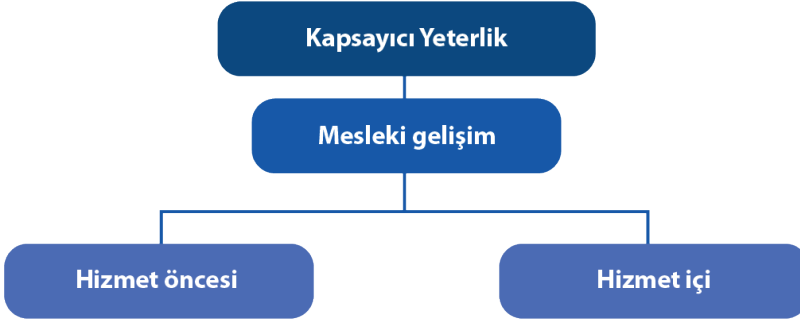 Kapsayıcı Yeterlik
Mesleki gelişim
Hizmet öncesi
Hizmet içi